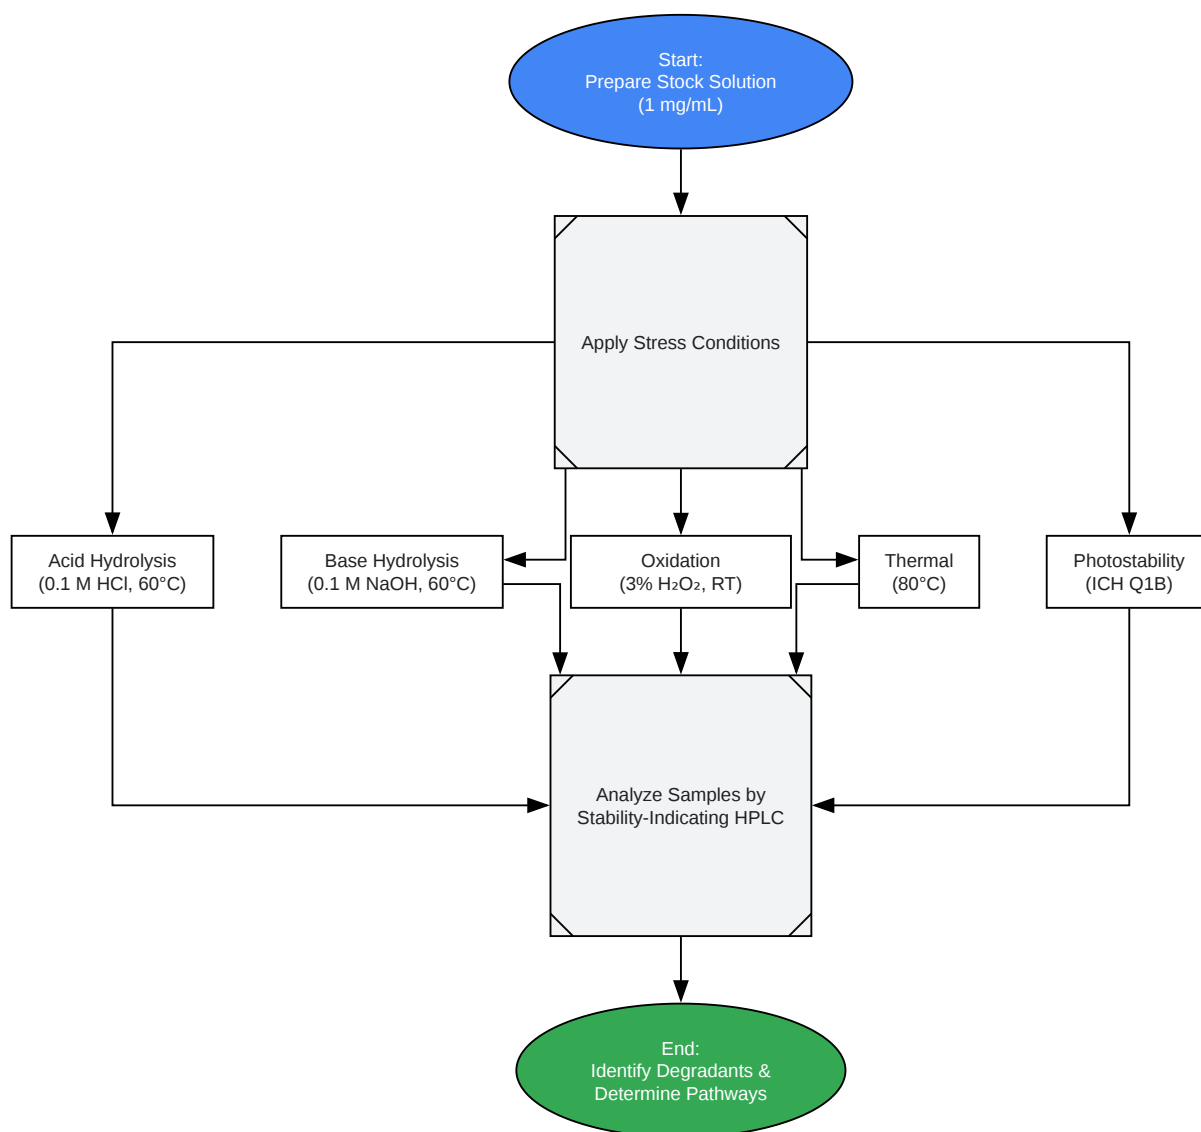 Start:
Prepare Stock Solution
(1 mg/mL)
Apply Stress Conditions
Acid Hydrolysis
(0.1 M HCl, 60°C)
Base Hydrolysis
(0.1 M NaOH, 60°C)
Oxidation
(3% H₂O₂, RT)
Thermal
(80°C)
Photostability
(ICH Q1B)
Analyze Samples by
Stability-Indicating HPLC
End:
Identify Degradants &
Determine Pathways